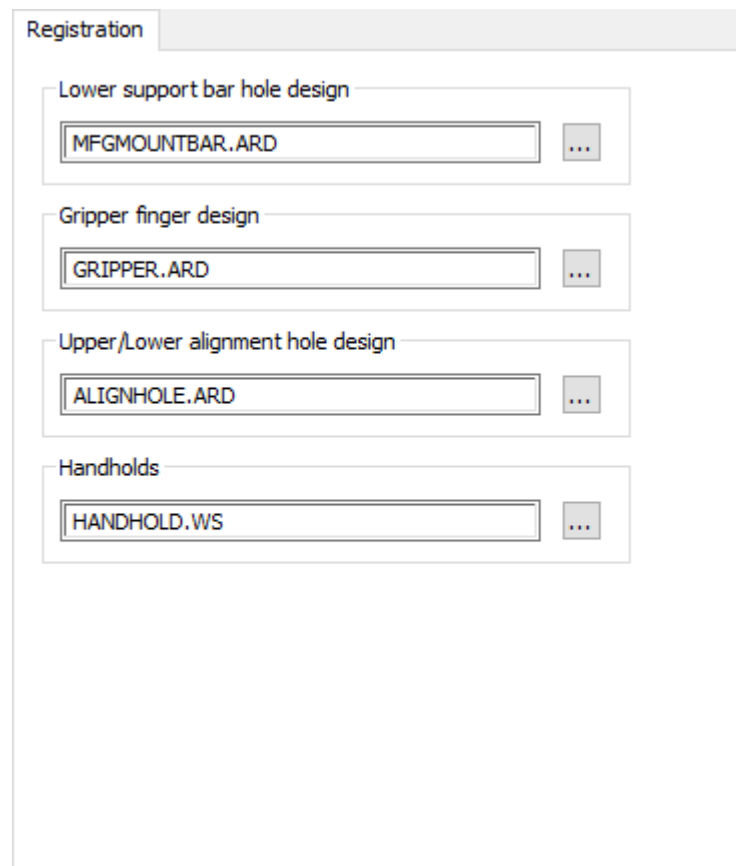 Registration
Lower support bar hole design
MFGMOUNTBAR.ARD
...
Gripper finger design
GRIPPER.ARD
...
Upper/Lower alignment hole design
ALIGNHOLE.ARD
...
Handholds
HANDHOLD.WS
...